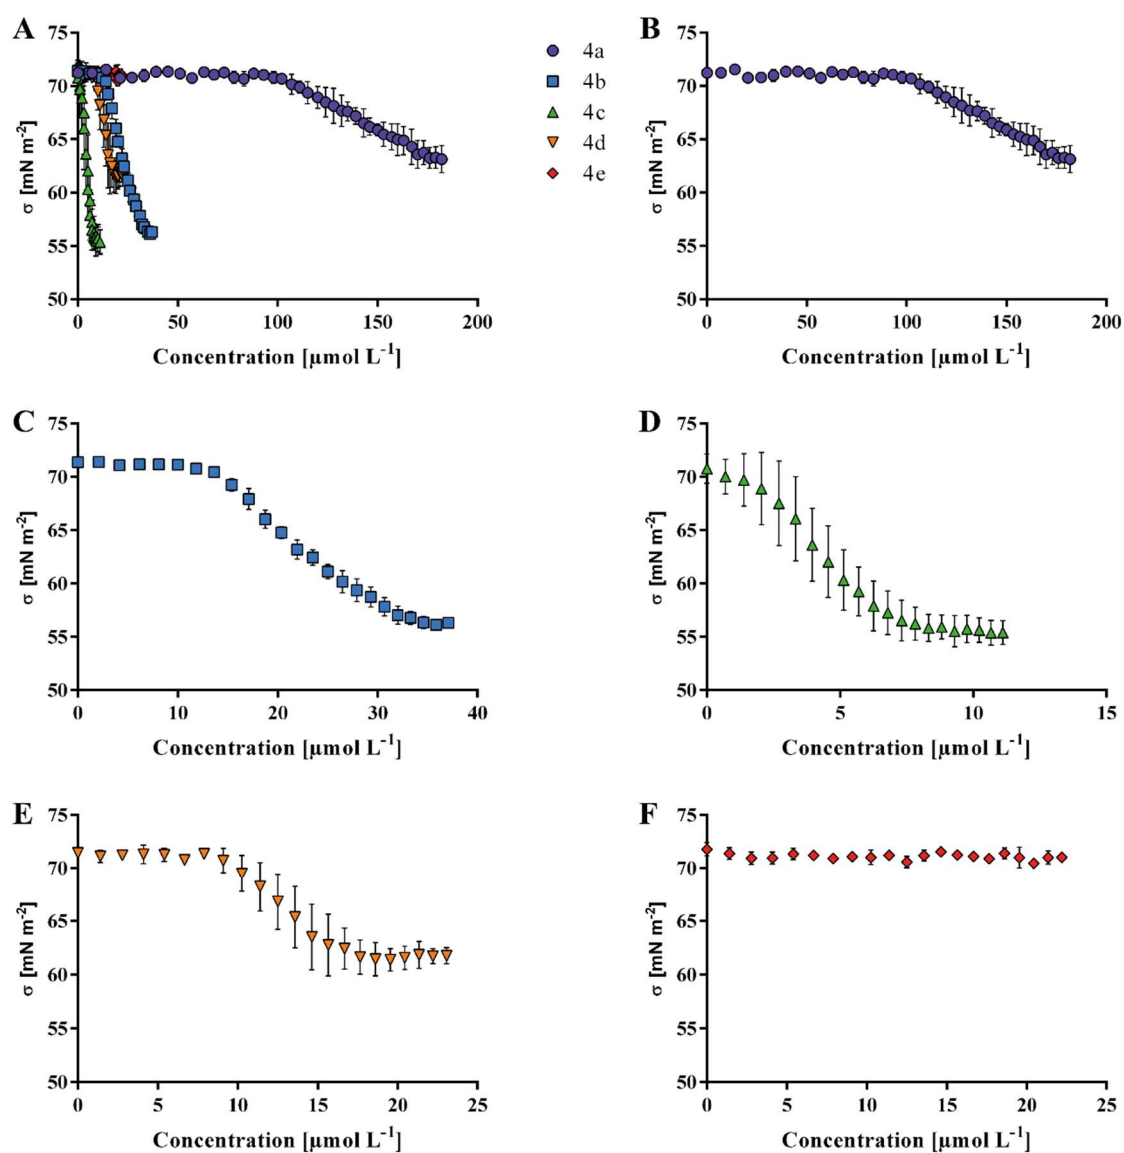 A
75
70
65
60
55
50
σ [mN m⁻²]
0 50 100 150 200
Concentration [µmol L⁻¹]
4a
4b
4c
4d
4e
B
75
70
65
60
55
50
σ [mN m⁻²]
0 50 100 150 200
Concentration [µmol L⁻¹]
C
75
70
65
60
55
50
σ [mN m⁻²]
0 10 20 30 40
Concentration [µmol L⁻¹]
D
75
70
65
60
55
50
σ [mN m⁻²]
0 5 10 15
Concentration [µmol L⁻¹]
E
75
70
65
60
55
50
σ [mN m⁻²]
0 5 10 15 20 25
Concentration [µmol L⁻¹]
F
75
70
65
60
55
50
σ [mN m⁻²]
0 5 10 15 20 25
Concentration [µmol L⁻¹]